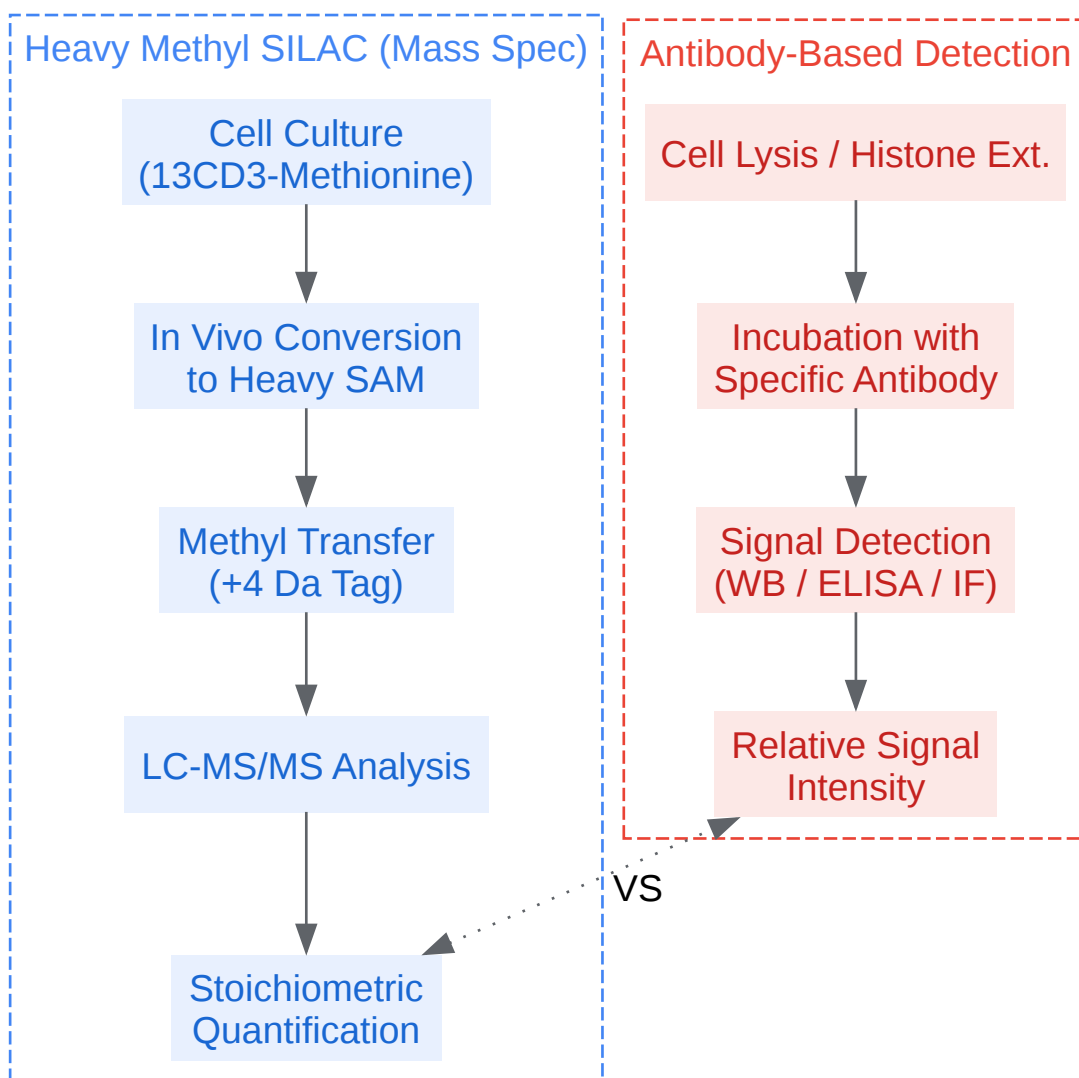 Heavy Methyl SILAC (Mass Spec)
Cell Culture
(13CD3-Methionine)
In Vivo Conversion
to Heavy SAM
Methyl Transfer
(+4 Da Tag)
LC-MS/MS Analysis
Stoichiometric
Quantification
Antibody-Based Detection
Cell Lysis / Histone Ext.
Incubation with
Specific Antibody
Signal Detection
(WB / ELISA / IF)
Relative Signal
Intensity
VS